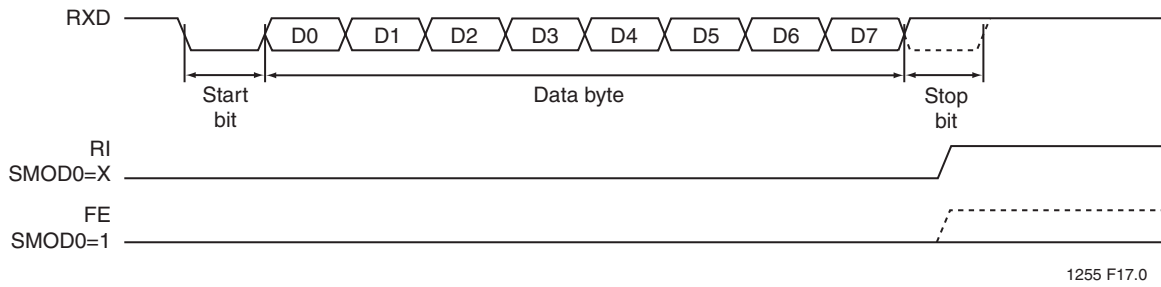 RXD
D0 D1 D2 D3 D4 D5 D6 D7
Start
bit
Data byte
Stop
bit
RI
SMOD0=X
FE
SMOD0=1
1255 F17.0